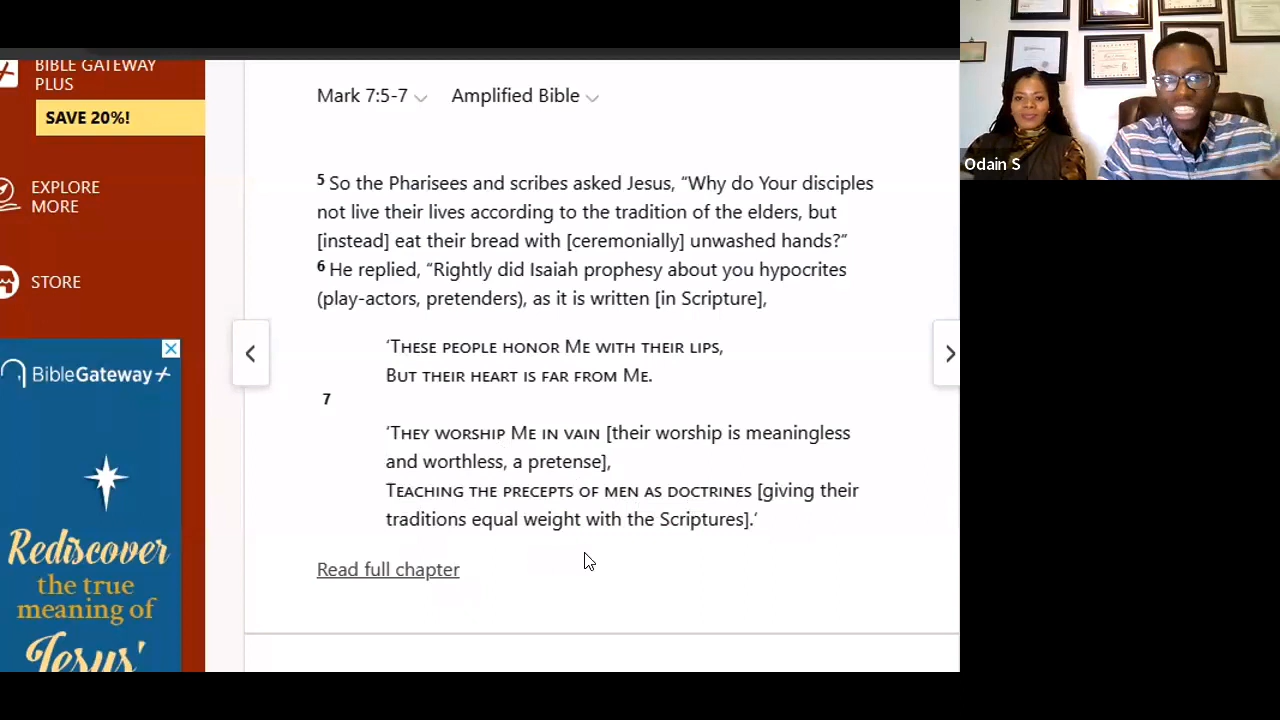 BIBLE GATEWAY
PLUS
SAVE 20%!
EXPLORE
MORE
STORE
BibleGateway+
Rediscover
the true
meaning of
Jesus'
Mark 7:5-7 Amplified Bible
5 So the Pharisees and scribes asked Jesus, “Why do Your disciples
not live their lives according to the tradition of the elders, but
[instead] eat their bread with [ceremonially] unwashed hands?”
6 He replied, “Rightly did Isaiah prophesy about you hypocrites
(play-actors, pretenders), as it is written [in Scripture],
‘These people honor Me with their lips,
But their heart is far from Me.
7
‘They worship Me in vain [their worship is meaningless
and worthless, a pretense],
Teaching the precepts of men as doctrines [giving their
traditions equal weight with the Scriptures].’
Read full chapter
Odain S